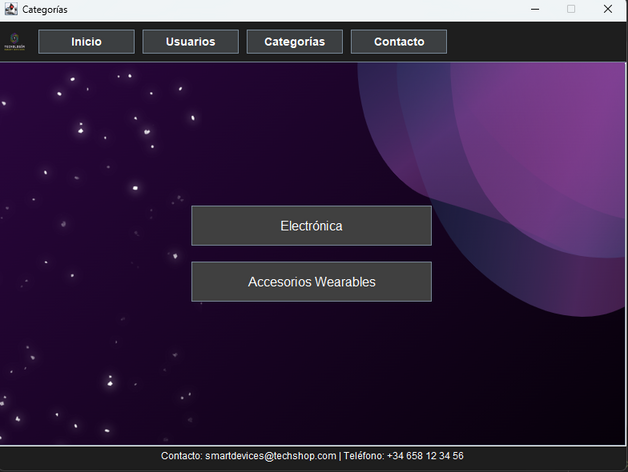 Categorías
Inicio
Usuarios
Categorías
Contacto
Electrónica
Accesorios Wearables
Contacto: smartdevices@techshop.com | Teléfono: +34 658 12 34 56